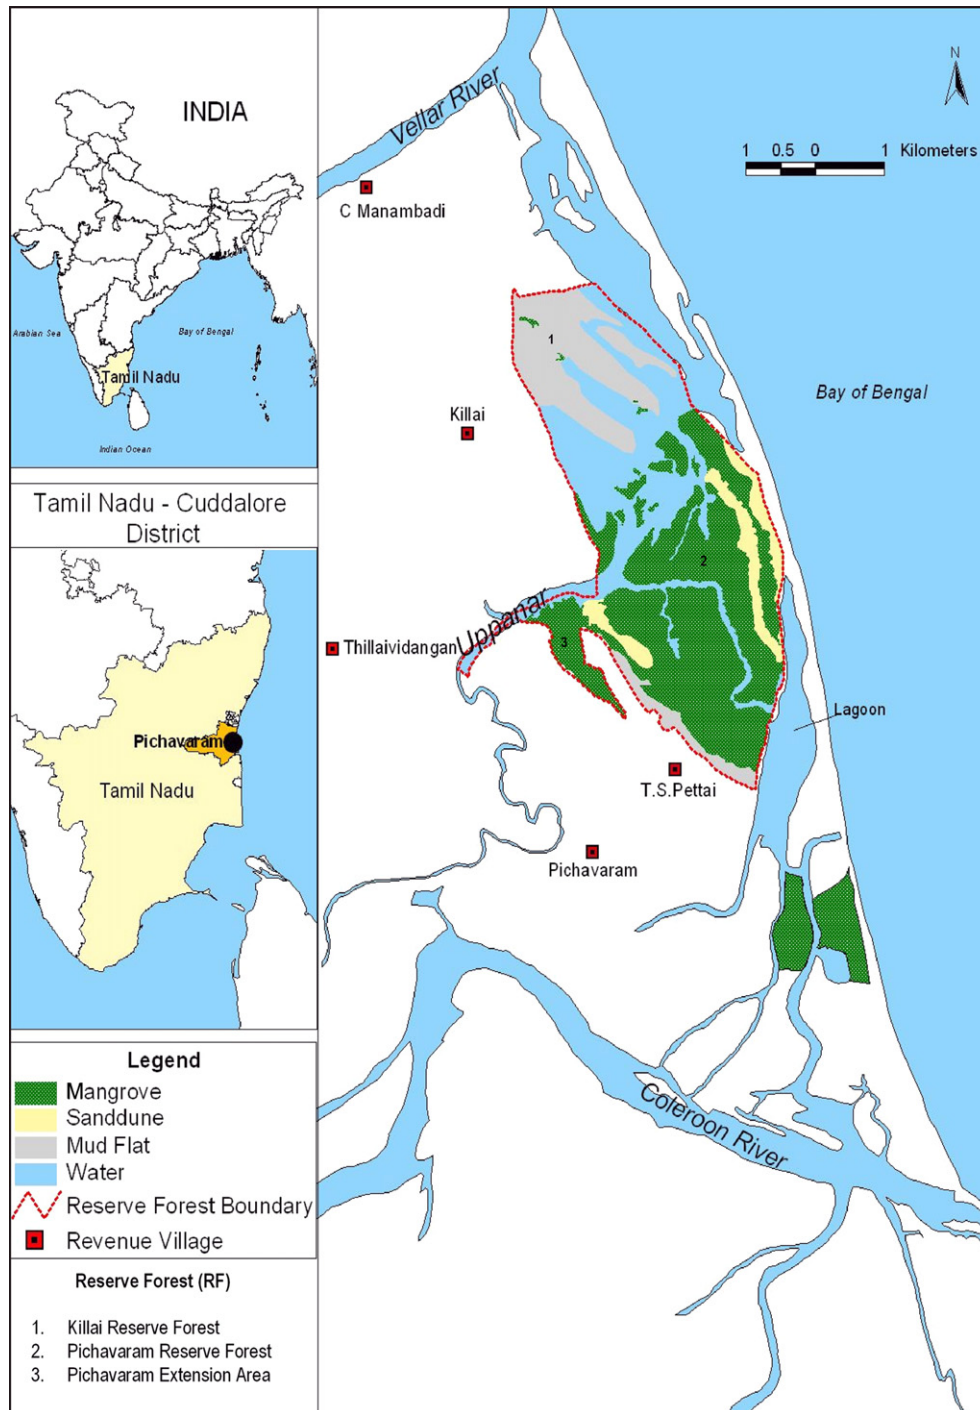 INDIA
Arabian Sea
Bay of Bengal
Tamil Nadu
Indian Ocean
Tamil Nadu - Cuddalore
District
Pichavaram
Tamil Nadu
Legend
Mangrove
Sanddune
Mud Flat
Water
Reserve Forest Boundary
Revenue Village
Reserve Forest (RF)
1. Killai Reserve Forest
2. Pichavaram Reserve Forest
3. Pichavaram Extension Area
N
1 0.5 0 1 Kilometers
Vellar River
C Manambadi
1
Bay of Bengal
Killai
2
Uppanar
3
Thillaividangan
Lagoon
T.S.Pettai
Pichavaram
Coleroon River